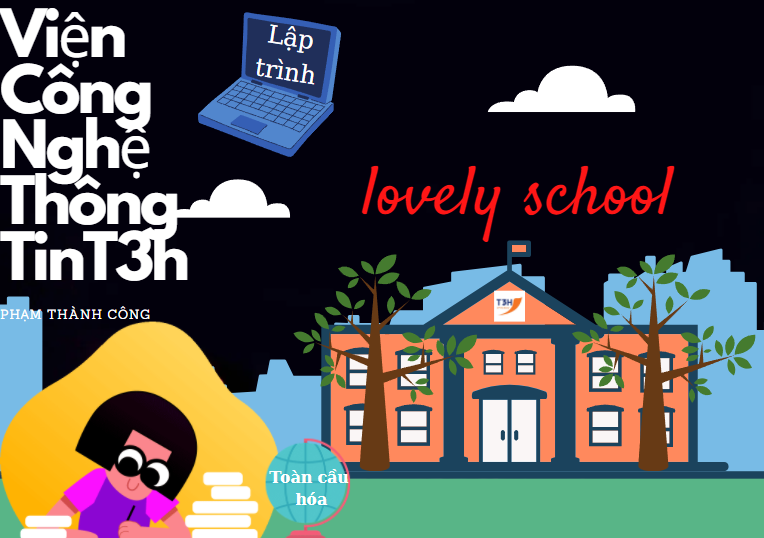 Viện
Công
Nghệ
Thông
TinT3h
PHẠM THÀNH CÔNG
Lập
trình
lovely school
T3H
Toàn cầu
hóa